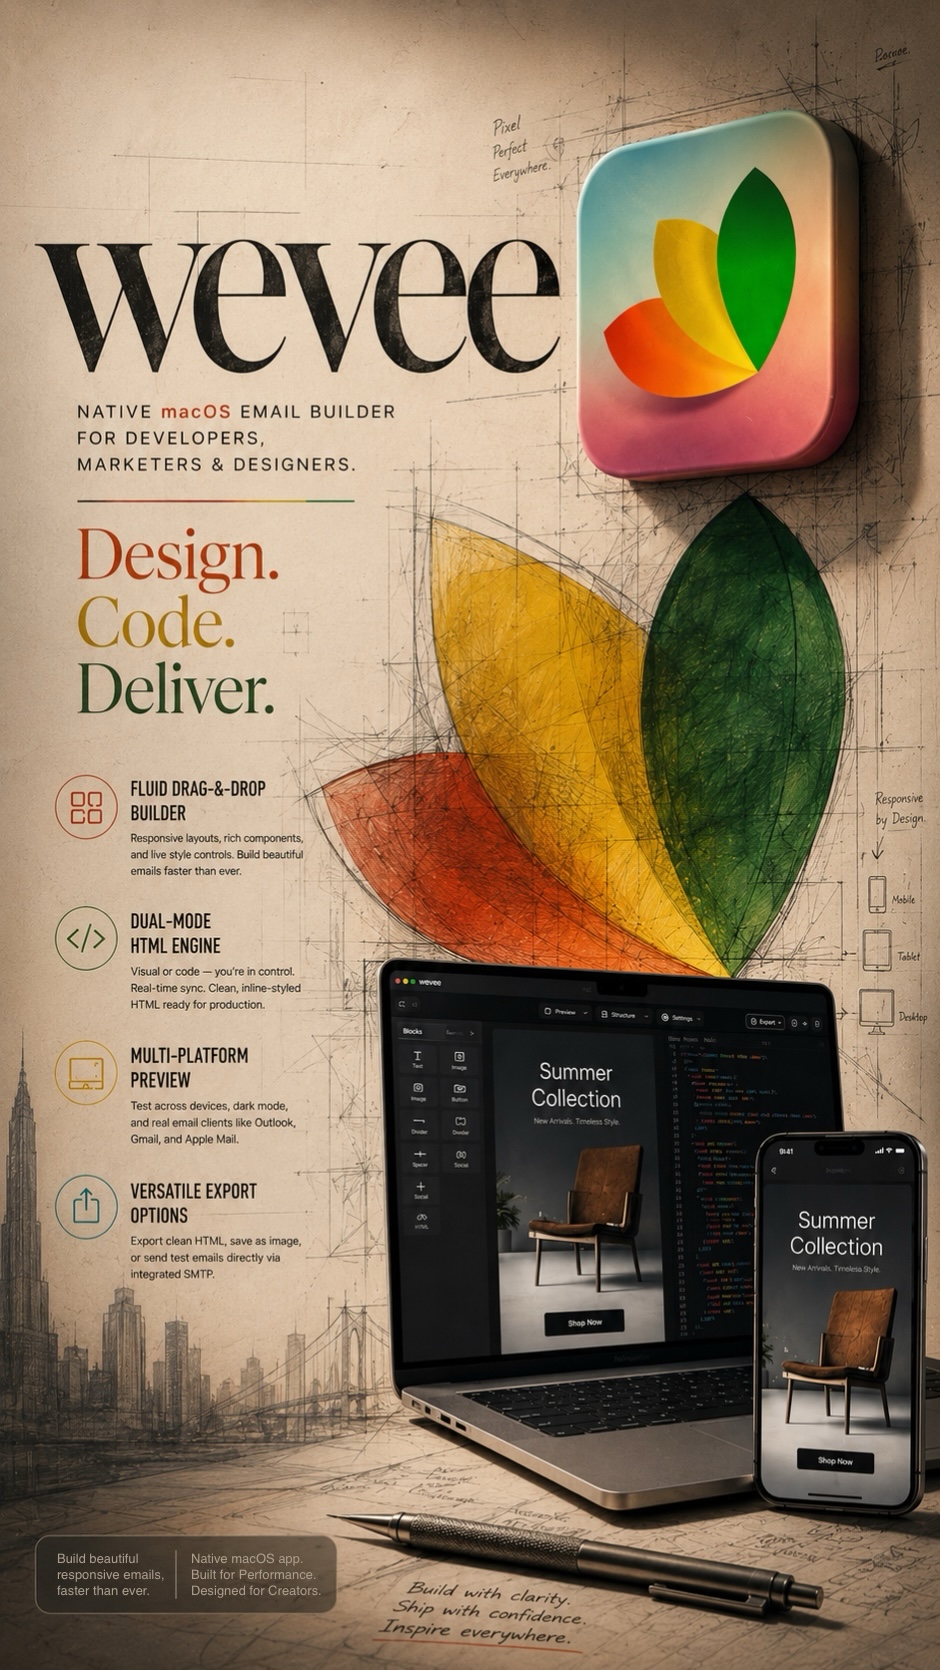 Pixel
Perfect
Everywhere.
wevee
NATIVE macOS EMAIL BUILDER
FOR DEVELOPERS,
MARKETERS & DESIGNERS.
Design.
Code.
Deliver.
FLUID DRAG-&-DROP
BUILDER
Responsive layouts, rich components,
and live style controls. Build beautiful
emails faster than ever.
DUAL-MODE
HTML ENGINE
Visual or code — you're in control.
Real-time sync. Clean, inline-styled
HTML ready for production.
MULTI-PLATFORM
PREVIEW
Test across devices, dark mode,
and real email clients like Outlook,
Gmail, and Apple Mail.
VERSATILE EXPORT
OPTIONS
Export clean HTML, save as image,
or send test emails directly via
integrated SMTP.
Responsive
by Design.
Mobile
Tablet
Desktop
wevee
Preview
Structure
Settings
Export
Blocks
Text
Image
Image
Button
Divider
Divider
Spacer
Social
Social
HTML
Summer
Collection
New Arrivals. Timeless Style.
Shop Now
9:41
Summer
Collection
New Arrivals. Timeless Style.
Shop Now
Build beautiful
responsive emails,
faster than ever.
Native macOS app.
Built for Performance.
Designed for Creators.
Build with clarity.
Ship with confidence.
Inspire everywhere.